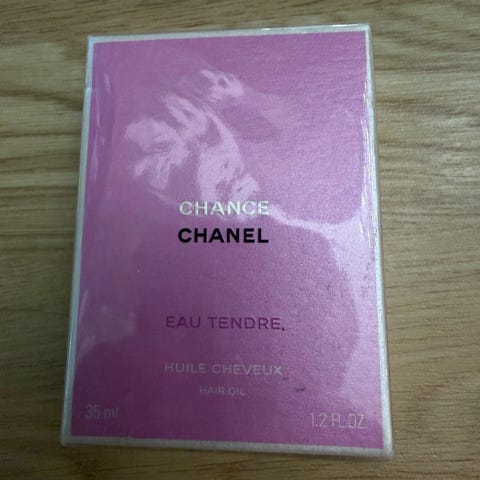 CHANCE
CHANEL
EAU TENDRE
HUILE CHEVEUX
HAIR OIL
35 ml 1.2 FL.OZ.